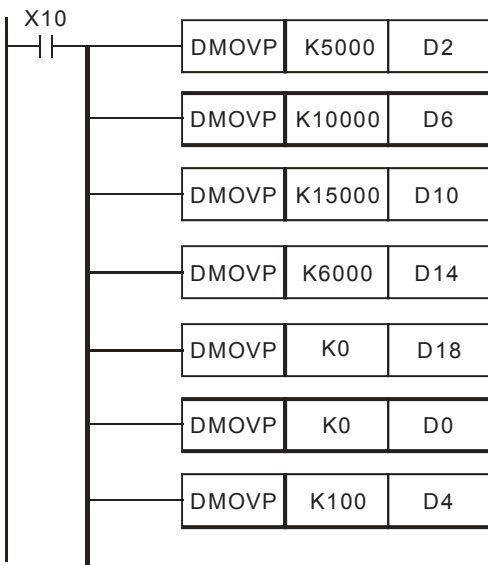 X10
DMOVP K5000 D2
DMOVP K10000 D6
DMOVP K15000 D10
DMOVP K6000 D14
DMOVP K0 D18
DMOVP K0 D0
DMOVP K100 D4